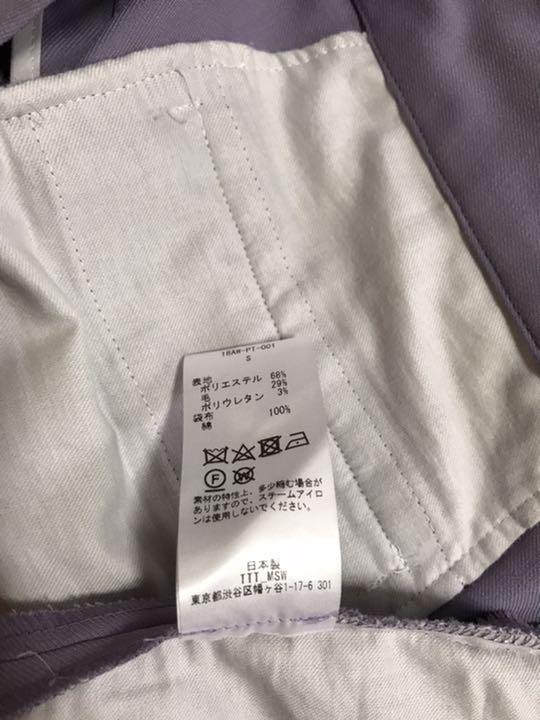 18AW-PT-001
S
表地
ポリエステル 68%
毛 29%
ポリウレタン 3%
袋布
綿 100%
F
W
素材の特性上、多少縮む場合が
ありますので、スチームアイロ
ンは使用しないでください。
日本製
TTT_MSW
東京都渋谷区幡ヶ谷1-17-6 301